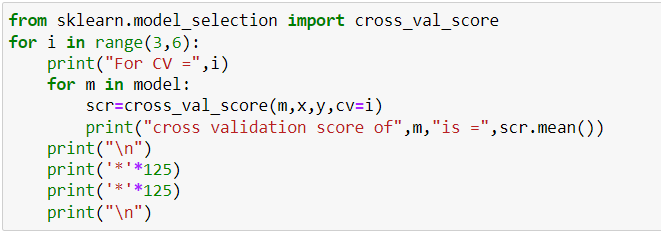 from sklearn.model_selection import cross_val_score
for i in range(3,6):
    print("For CV =",i)
    for m in model:
        scr=cross_val_score(m,x,y,cv=i)
        print("cross validation score of",m,"is =",scr.mean())
    print("\n")
    print('*'*125)
    print('*'*125)
    print("\n")